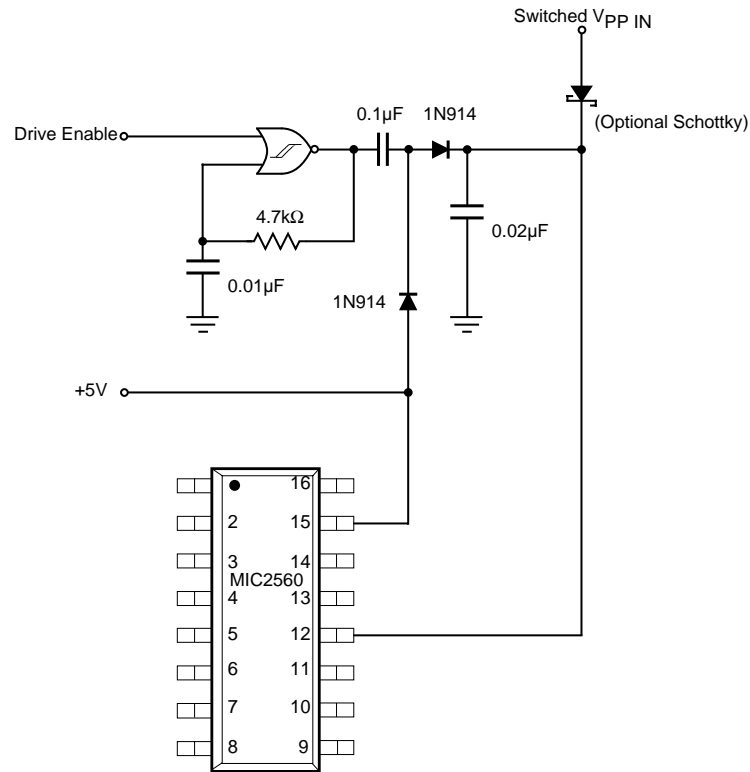 Switched VPP IN
(Optional Schottky)
0.1µF
1N914
Drive Enable
4.7kΩ
0.02µF
0.01µF
1N914
+5V
16
2
15
3
14
MIC2560
4
13
5
12
6
11
7
10
8
9